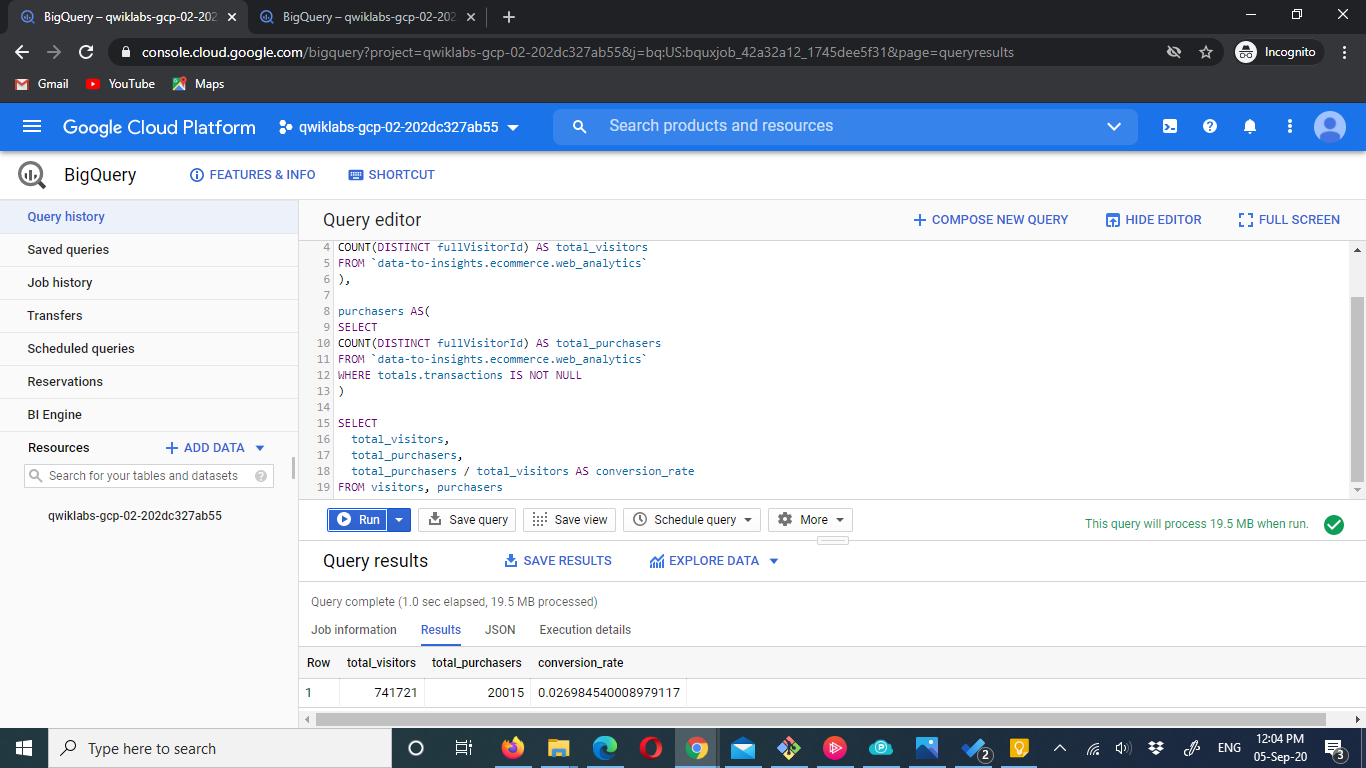 BigQuery – qwiklabs-gcp-02-202
BigQuery – qwiklabs-gcp-02-202
console.cloud.google.com/bigquery?project=qwiklabs-gcp-02-202dc327ab55&j=bq:US:bquxjob_42a32a12_1745dee5f31&page=queryresults
Incognito
Gmail
YouTube
Maps
Google Cloud Platform
qwiklabs-gcp-02-202dc327ab55
Search products and resources
BigQuery
FEATURES & INFO
SHORTCUT
Query history
Saved queries
Job history
Transfers
Scheduled queries
Reservations
BI Engine
Resources
ADD DATA
Search for your tables and datasets
qwiklabs-gcp-02-202dc327ab55
Query editor
COMPOSE NEW QUERY
HIDE EDITOR
FULL SCREEN
4 COUNT(DISTINCT fullVisitorId) AS total_visitors
5 FROM `data-to-insights.ecommerce.web_analytics`
6 ),
7
8 purchasers AS(
9 SELECT
10 COUNT(DISTINCT fullVisitorId) AS total_purchasers
11 FROM `data-to-insights.ecommerce.web_analytics`
12 WHERE totals.transactions IS NOT NULL
13 )
14
15 SELECT
16 total_visitors,
17 total_purchasers,
18 total_purchasers / total_visitors AS conversion_rate
19 FROM visitors, purchasers
Run
Save query
Save view
Schedule query
More
This query will process 19.5 MB when run.
Query results
SAVE RESULTS
EXPLORE DATA
Query complete (1.0 sec elapsed, 19.5 MB processed)
Job information
Results
JSON
Execution details
Row total_visitors total_purchasers conversion_rate
1 741721 20015 0.026984540008979117
Type here to search
2
ENG
12:04 PM
05-Sep-20
3